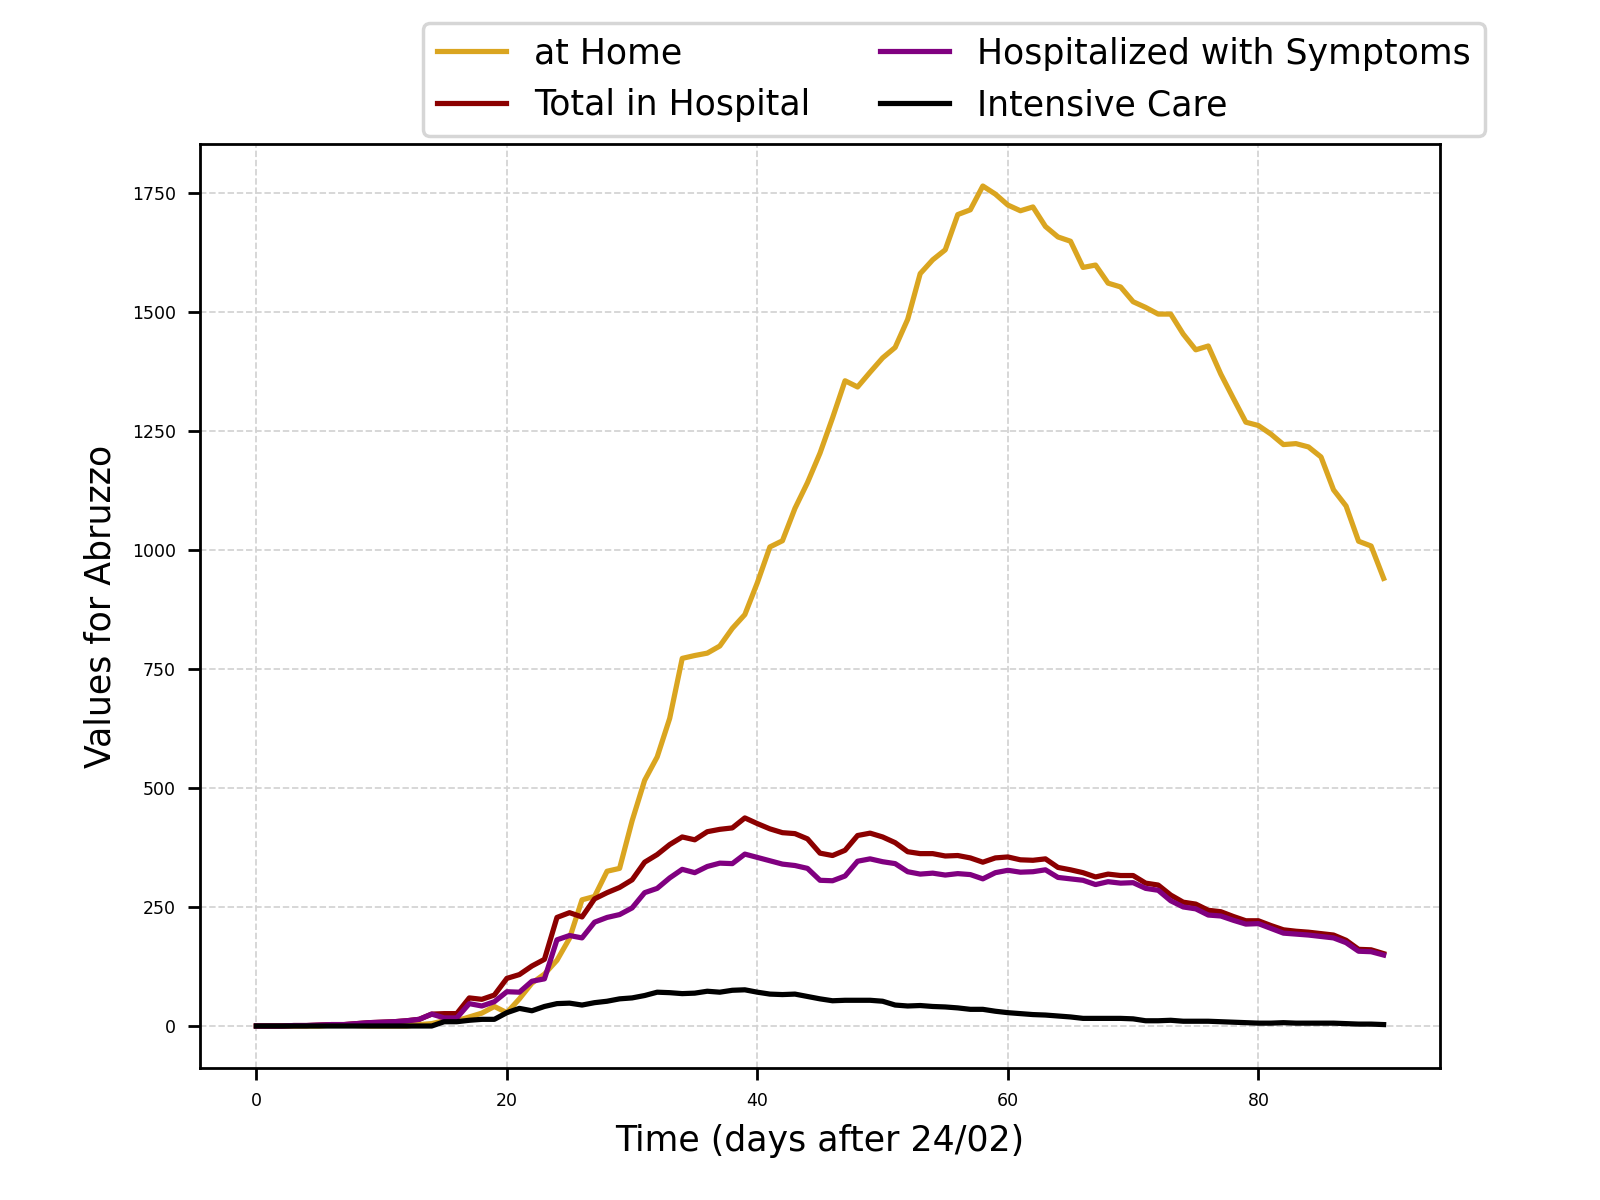 at Home
Total in Hospital
Hospitalized with Symptoms
Intensive Care
Values for Abruzzo
1750
1500
1250
1000
750
500
250
0
0 20 40 60 80
Time (days after 24/02)